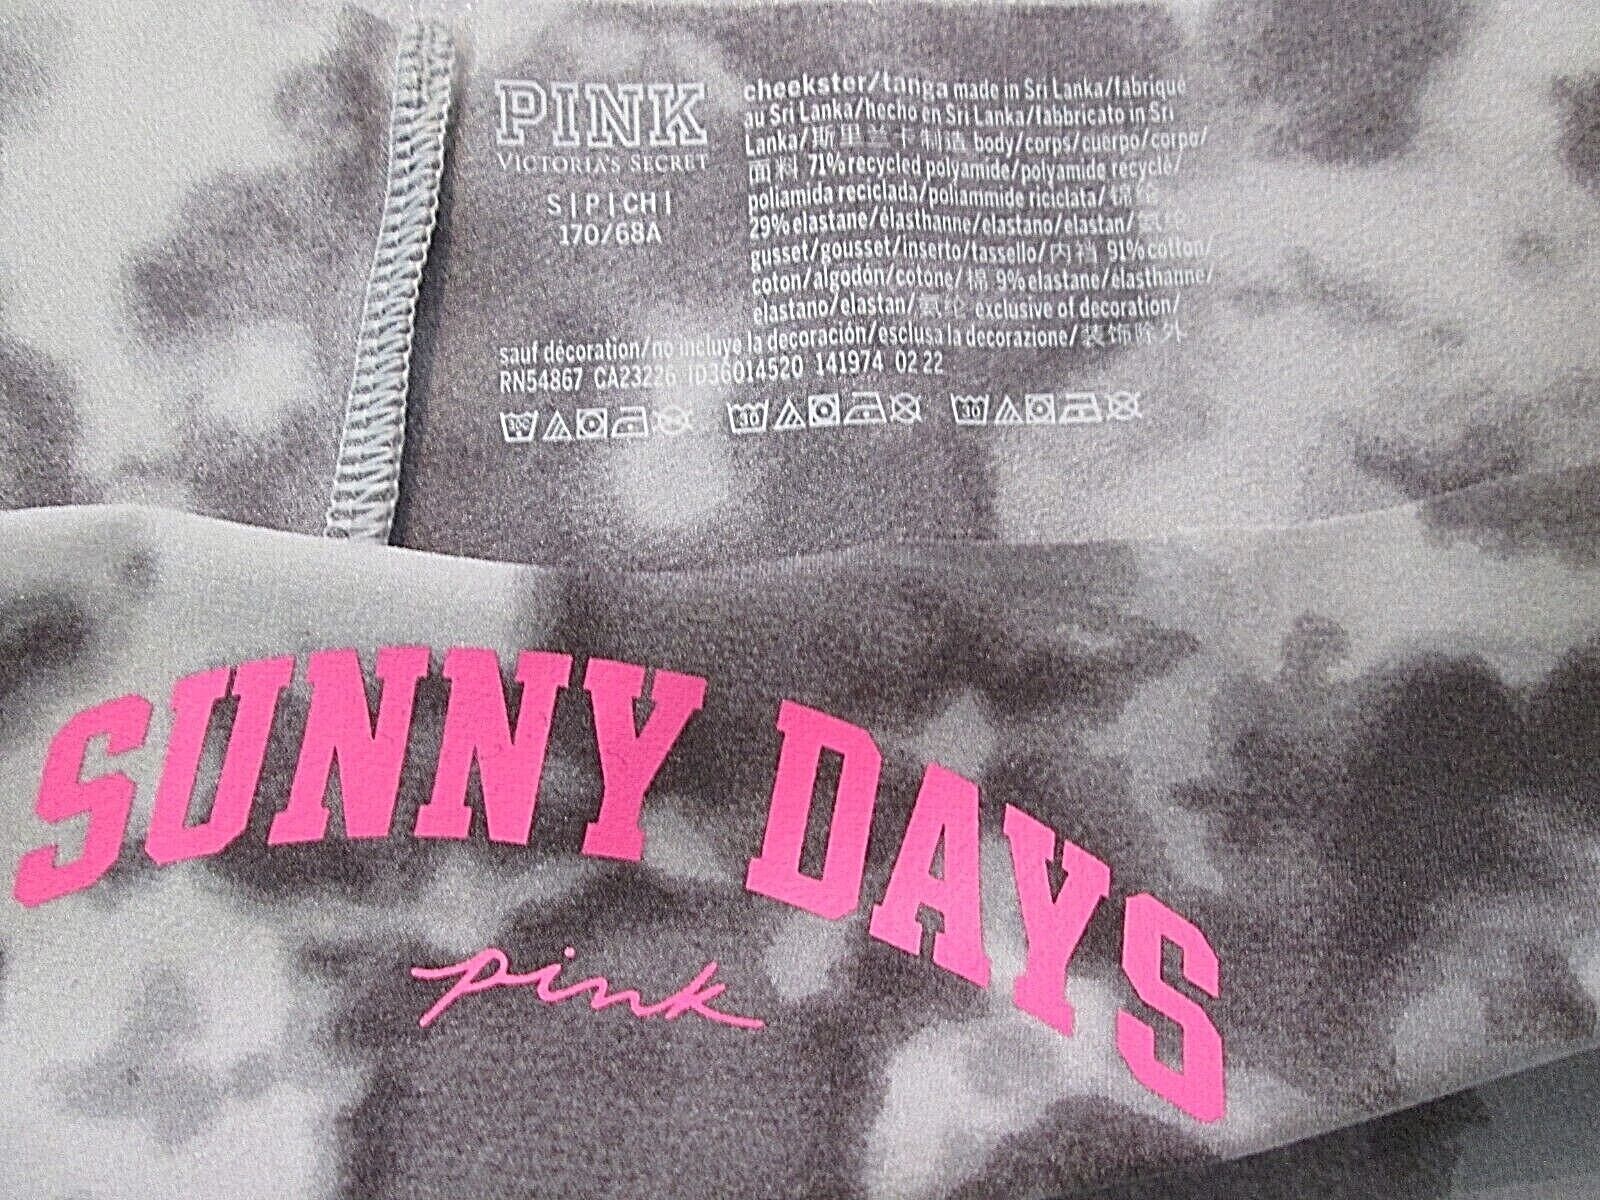 PINK
VICTORIA'S SECRET
S | P | CH |
170/68A
cheekster/tanga made in Sri Lanka/fabriqué
au Sri Lanka/hecho en Sri Lanka/fabbricato in Sri
Lanka/斯里兰卡制造 body/corps/cuerpo/corpo/
面料 71% recycled polyamide/polyamide recyclé/
poliamida reciclada/poliammide riciclata/锦纶
29% elastane/élasthanne/elastano/elastan/氨纶
gusset/gousset/inserto/tassello/内裆 91% cotton/
coton/algodón/cotone/棉 9% elastane/élasthanne/
elastano/elastan/氨纶 exclusive of decoration/
sauf décoration/no incluye la decoración/esclusa la decorazione/装饰除外
RN54867 CA23226 ID36014520 141974 02 22
30C 30 30
SUNNY DAYS
pink